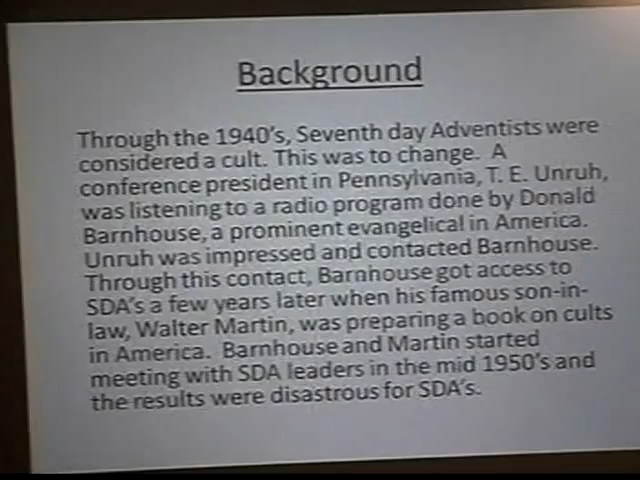 Background
Through the 1940's, Seventh day Adventists were
considered a cult. This was to change. A
conference president in Pennsylvania, T. E. Unruh,
was listening to a radio program done by Donald
Barnhouse, a prominent evangelical in America.
Unruh was impressed and contacted Barnhouse.
Through this contact, Barnhouse got access to
SDA's a few years later when his famous son-in-
law, Walter Martin, was preparing a book on cults
in America. Barnhouse and Martin started
meeting with SDA leaders in the mid 1950's and
the results were disastrous for SDA's.